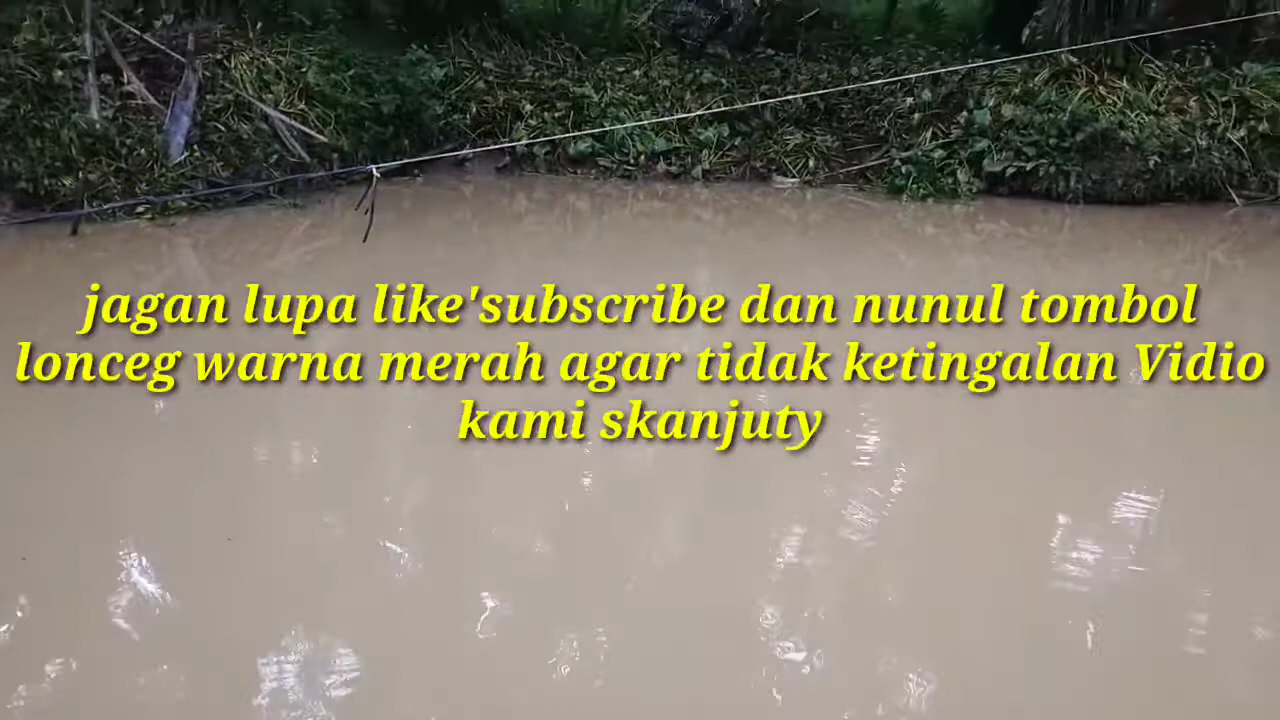 jagan lupa like'subscribe dan nunul tombol
lonceg warna merah agar tidak ketingalan Vidio
kami skanjuty